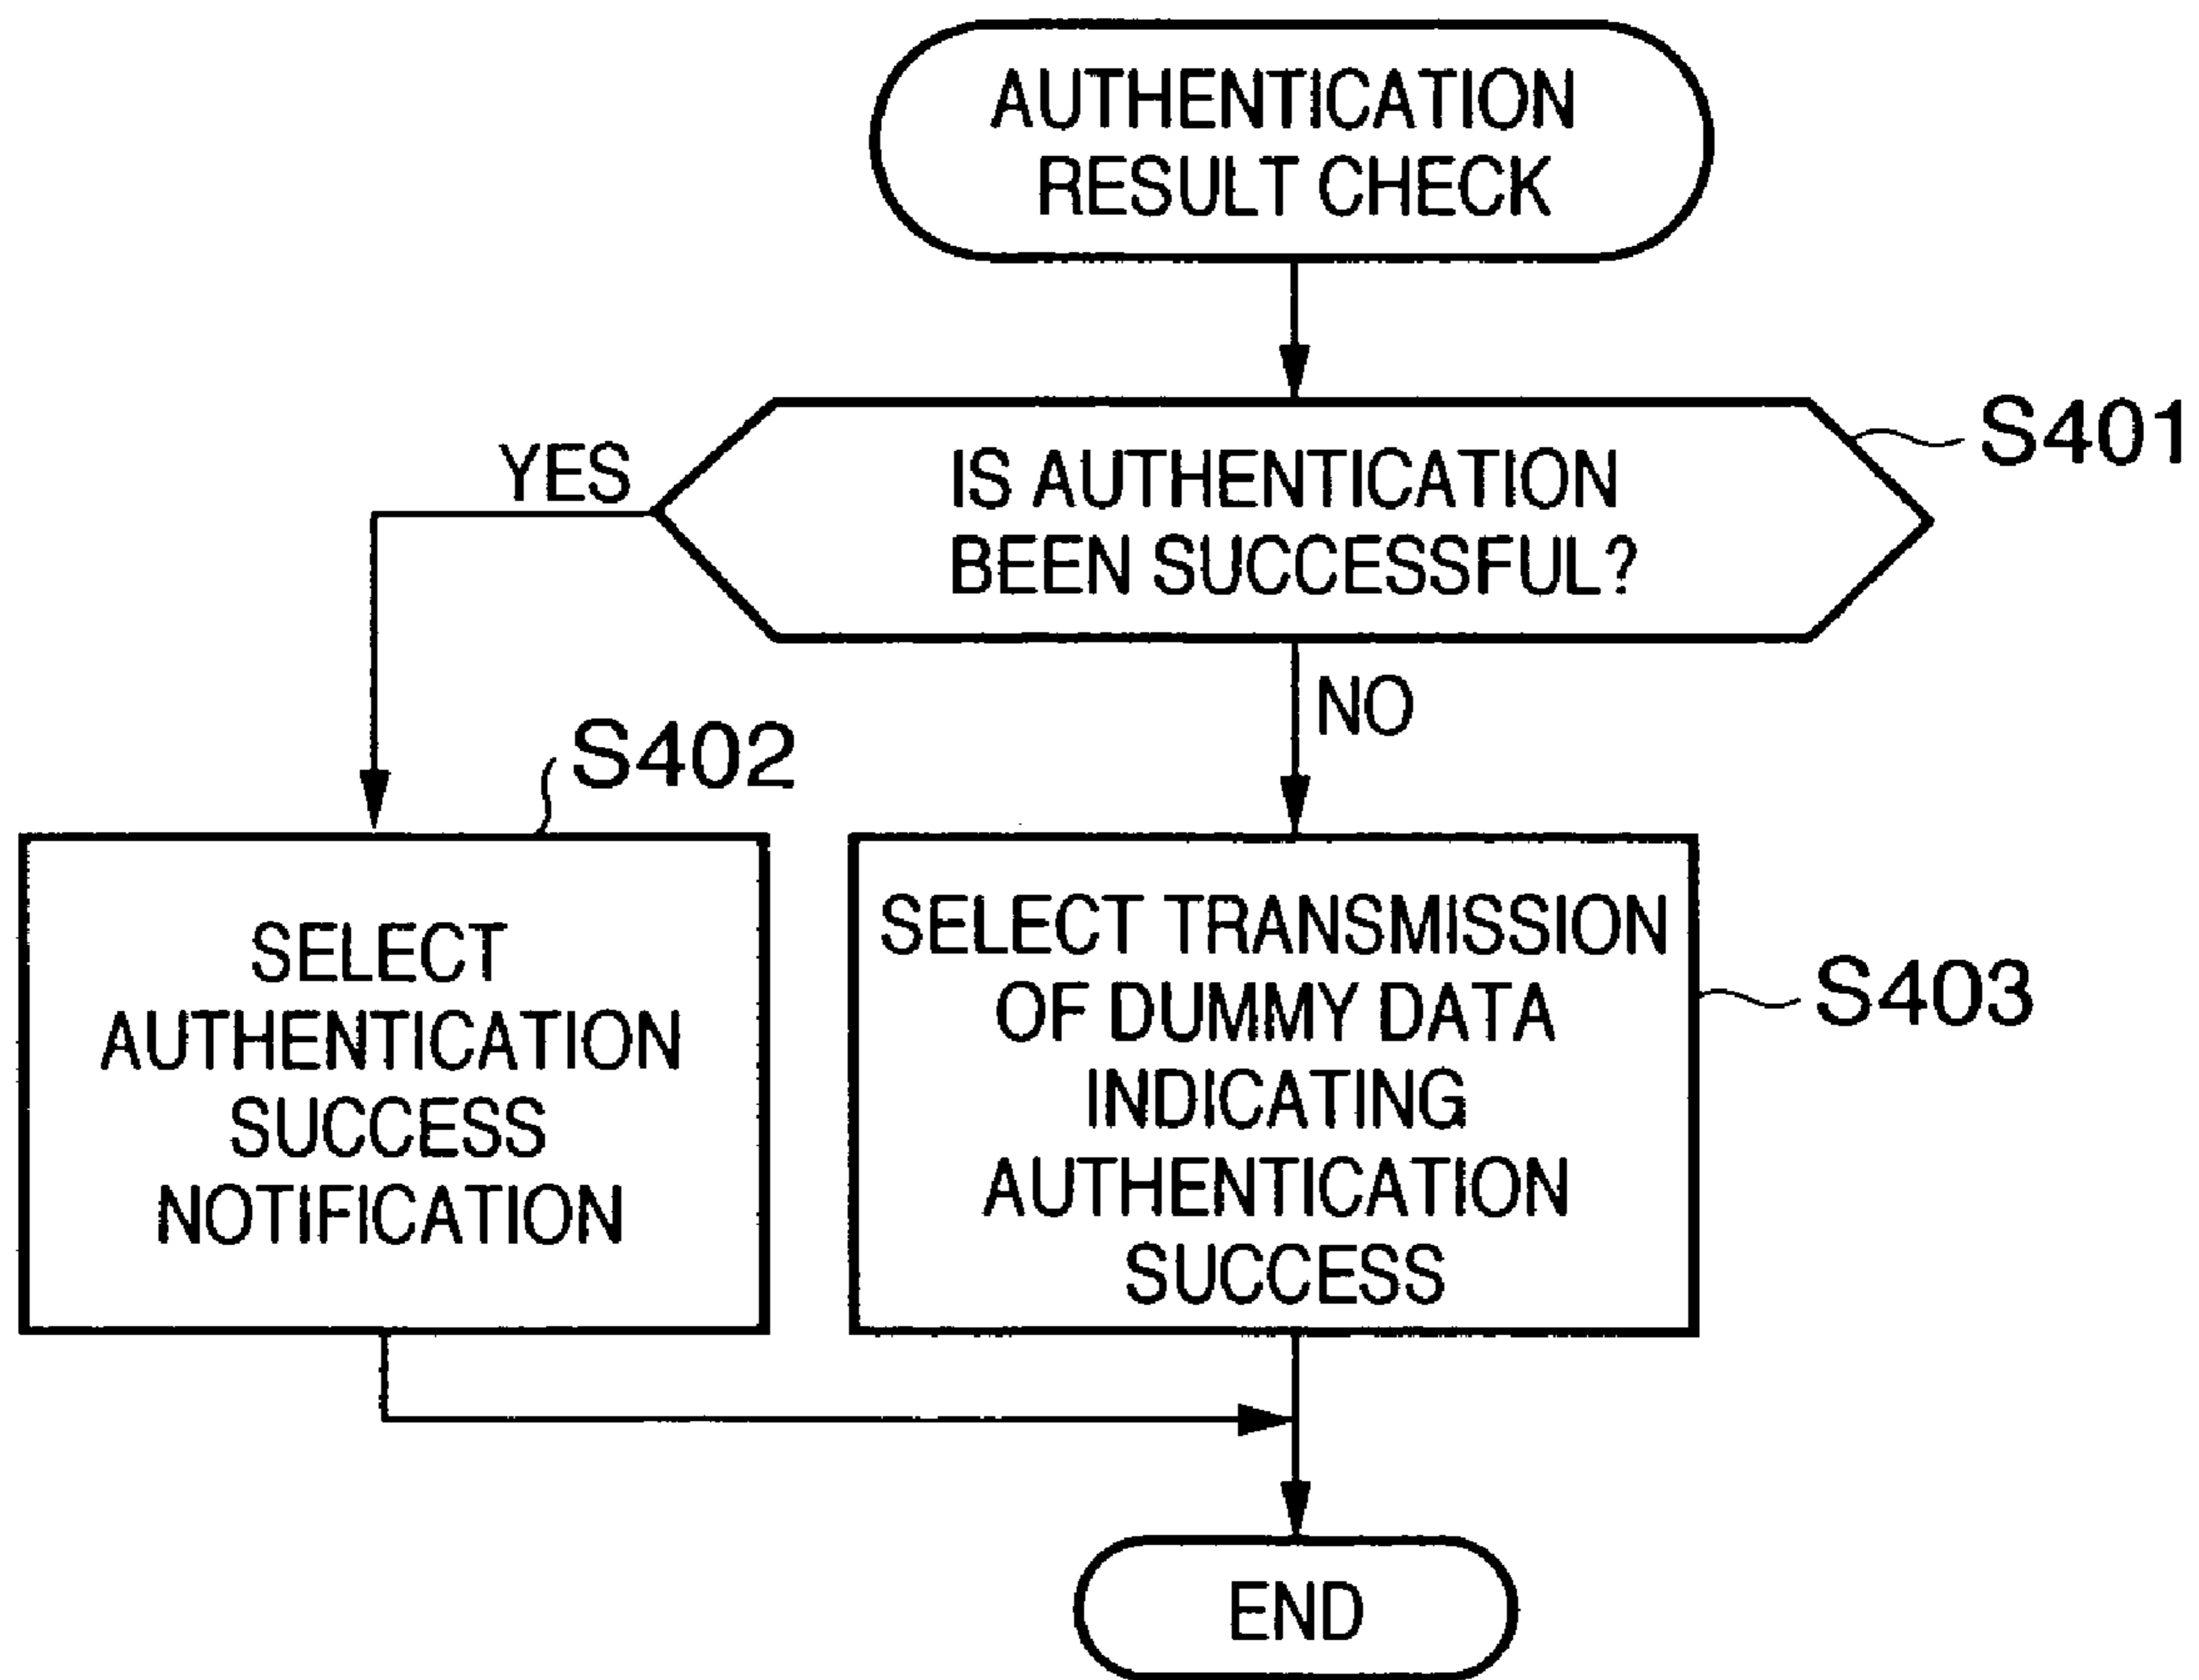 AUTHENTICATION
RESULT CHECK
S401
YES
IS AUTHENTICATION
BEEN SUCCESSFUL?
NO
S402
SELECT
AUTHENTICATION
SUCCESS
NOTIFICATION
SELECT TRANSMISSION
OF DUMMY DATA
INDICATING
AUTHENTICATION
SUCCESS
S403
END